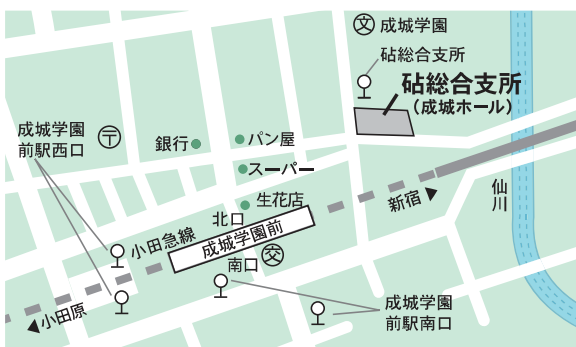 文 成城学園
砧総合支所
砧総合支所
（成城ホール）
成城学園
前駅西口
〒
銀行
パン屋
スーパー
生花店
北口
仙川
新宿
小田急線
成城学園前
南口
交
小田原
成城学園
前駅南口